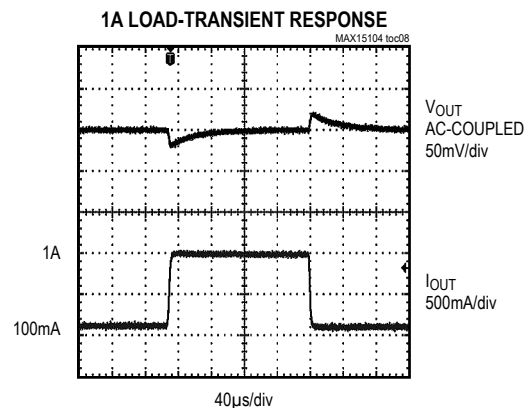 1A LOAD-TRANSIENT RESPONSE
MAX15104 toc08
T
VOUT
AC-COUPLED
50mV/div
1A
IOUT
500mA/div
100mA
40µs/div